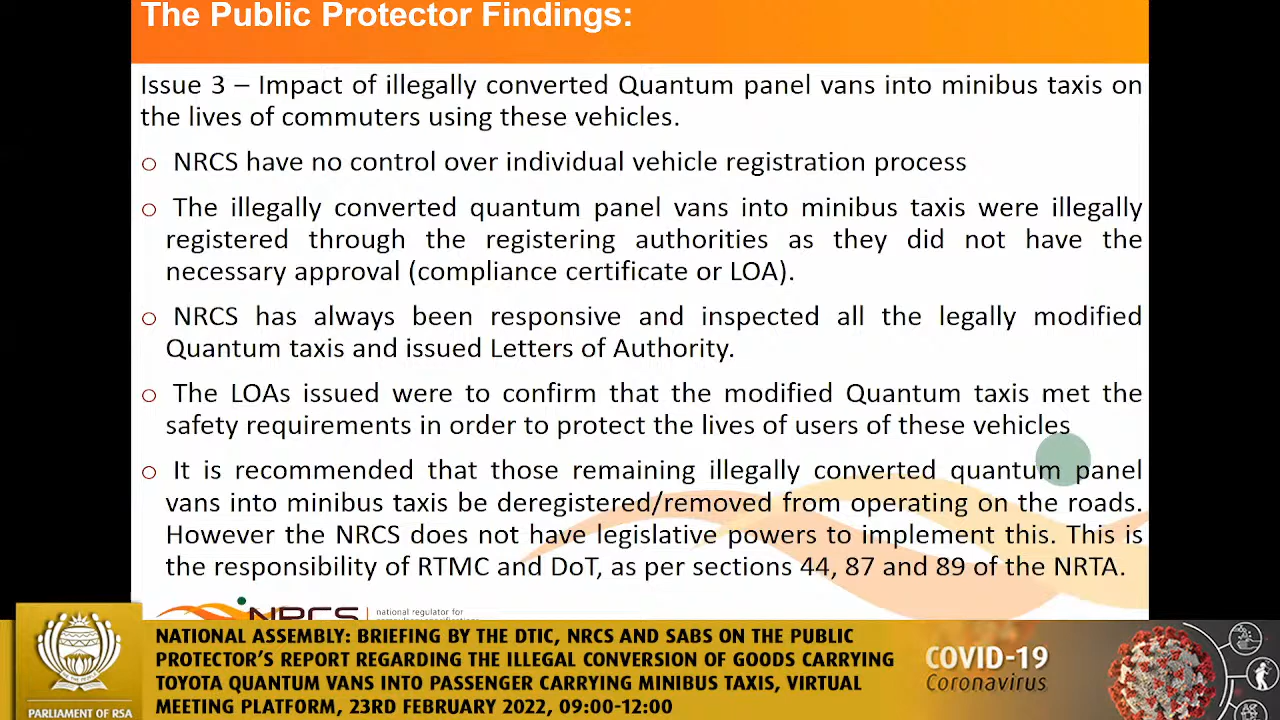 The Public Protector Findings:
Issue 3 – Impact of illegally converted Quantum panel vans into minibus taxis on
the lives of commuters using these vehicles.
o NRCS have no control over individual vehicle registration process
o The illegally converted quantum panel vans into minibus taxis were illegally
registered through the registering authorities as they did not have the
necessary approval (compliance certificate or LOA).
o NRCS has always been responsive and inspected all the legally modified
Quantum taxis and issued Letters of Authority.
o The LOAs issued were to confirm that the modified Quantum taxis met the
safety requirements in order to protect the lives of users of these vehicles
o It is recommended that those remaining illegally converted quantum panel
vans into minibus taxis be deregistered/removed from operating on the roads.
However the NRCS does not have legislative powers to implement this. This is
the responsibility of RTMC and DoT, as per sections 44, 87 and 89 of the NRTA.
NRCS national regulator for
NATIONAL ASSEMBLY: BRIEFING BY THE DTIC, NRCS AND SABS ON THE PUBLIC
PROTECTOR'S REPORT REGARDING THE ILLEGAL CONVERSION OF GOODS CARRYING
TOYOTA QUANTUM VANS INTO PASSENGER CARRYING MINIBUS TAXIS, VIRTUAL
MEETING PLATFORM, 23RD FEBRUARY 2022, 09:00-12:00
PARLIAMENT OF RSA
COVID-19
Coronavirus